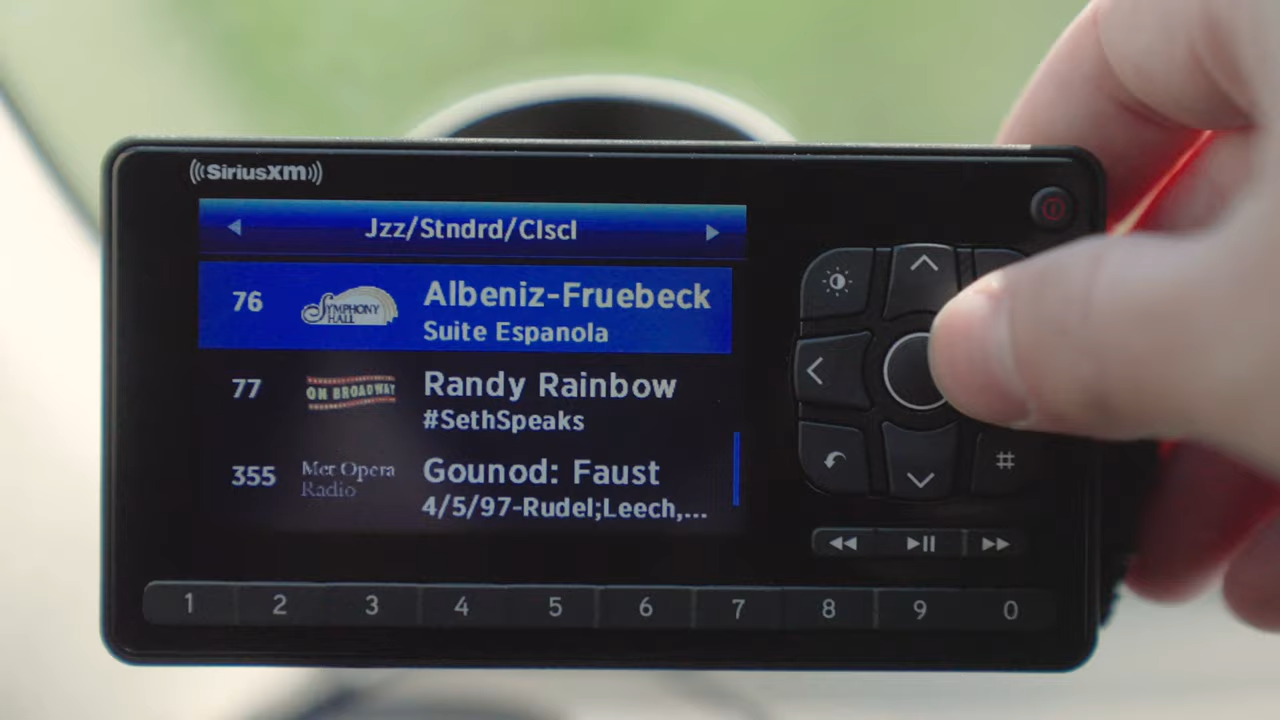 SiriusXM
Jzz/Stndrd/Clscl
76 SYMPHONY HALL Albeniz-Fruebeck
Suite Espanola
77 ON BROADWAY Randy Rainbow
#SethSpeaks
355 Met Opera Radio Gounod: Faust
4/5/97-Rudel;Leech,...
#
1 2 3 4 5 6 7 8 9 0